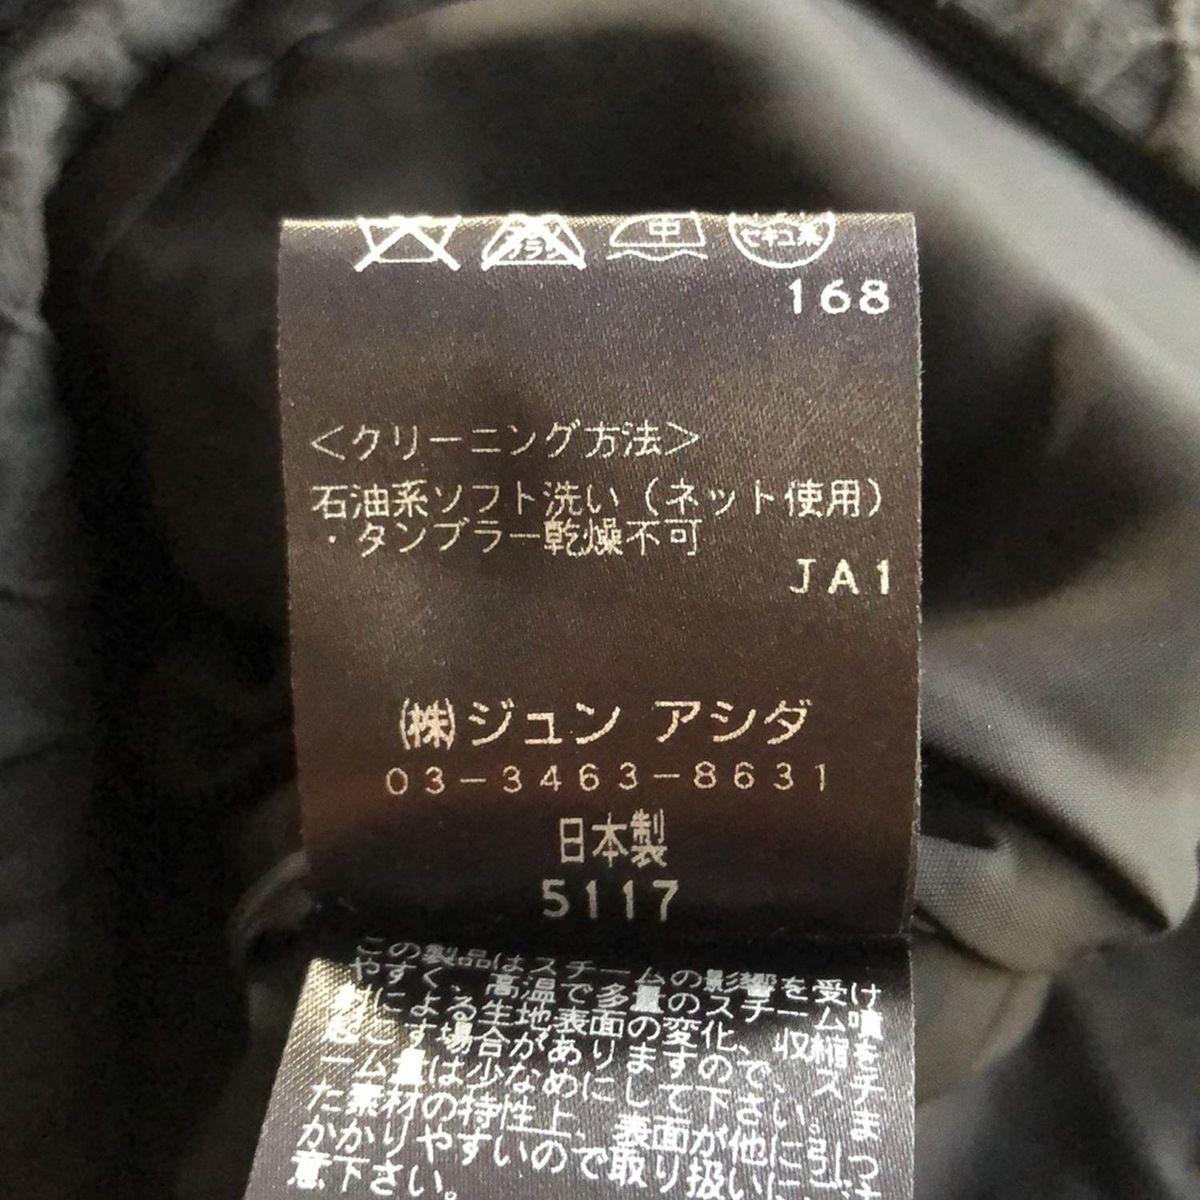 中
セキユ系
168
<クリーニング方法>
石油系ソフト洗い(ネット使用)
・タンブラー乾燥不可
JA1
(株)ジュン アシダ
03-3463-8631
日本製
5117
この製品はスチームの影響を受け
やすく、高温で多量のスチーム噴
射による生地表面の変化、収縮を
起こす場合がありますので、スチ
ーム量は少なめにして下さい。ま
た素材の特性上、表面が他に引っ
かかりやすいので取り扱いに
意下さい。